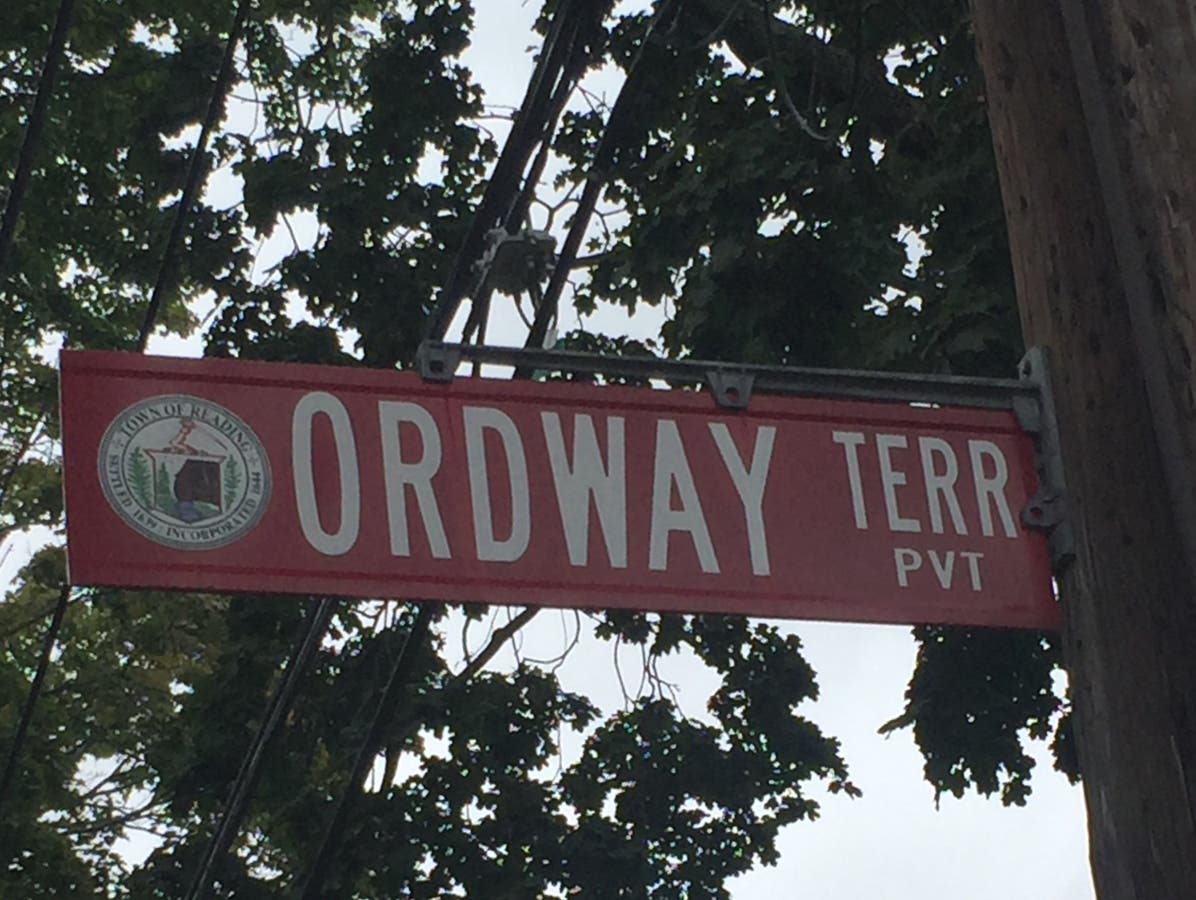 TOWN OF READING
SETTLED 1639 · INCORPORATED 1644
ORDWAY TERR
PVT